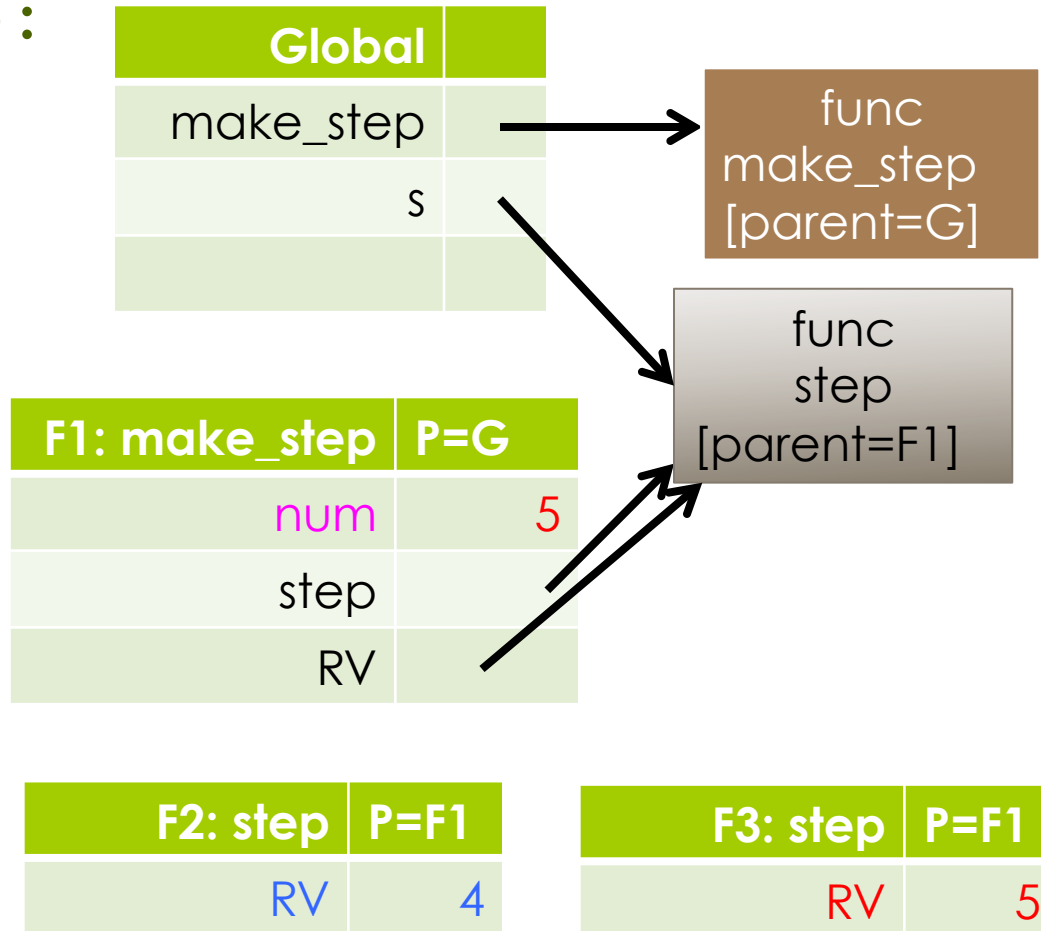 :
Global
make_step
s
func
make_step
[parent=G]
func
step
[parent=F1]
F1: make_step P=G
num 5
step
RV
F2: step P=F1
RV 4
F3: step P=F1
RV 5